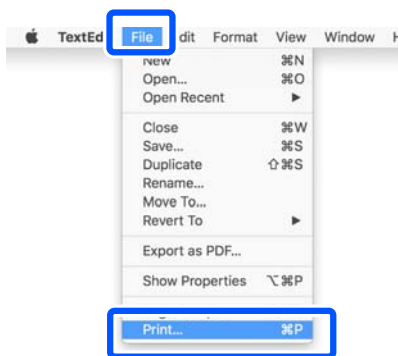 TextEd File dit Format View Window H
New ⌘N
Open... ⌘O
Open Recent ▶
Close ⌘W
Save... ⌘S
Duplicate ⇧⌘S
Rename...
Move To...
Revert To ▶
Export as PDF...
Show Properties ⌥⌘P
Print... ⌘P